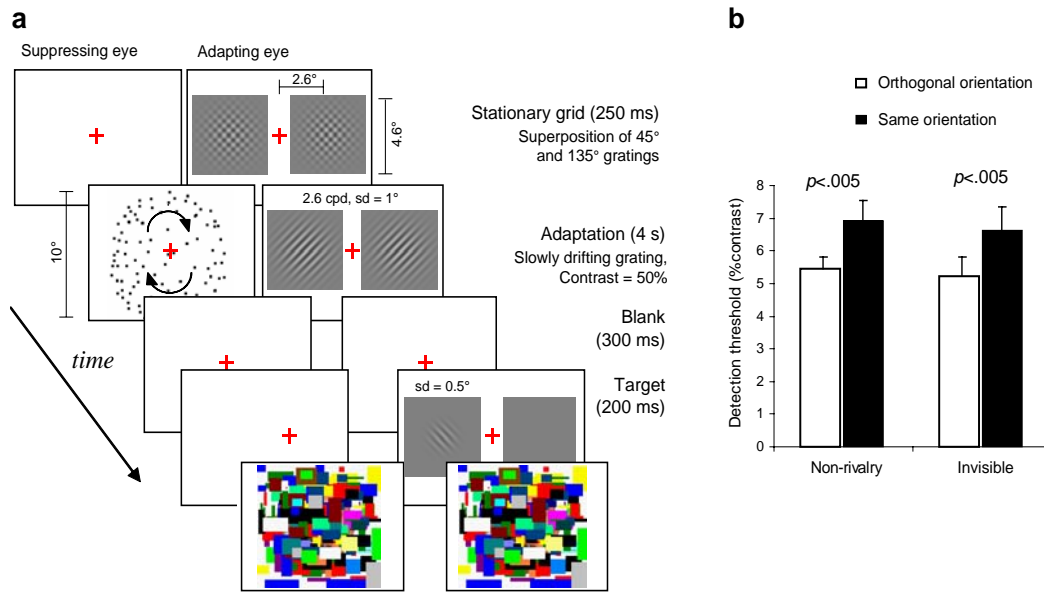 a
Suppressing eye
Adapting eye
2.6°
4.6°
Stationary grid (250 ms)
Superposition of 45°
and 135° gratings
10°
2.6 cpd, sd = 1°
Adaptation (4 s)
Slowly drifting grating,
Contrast = 50%
Blank
(300 ms)
time
sd = 0.5°
Target
(200 ms)
b
Orthogonal orientation
Same orientation
p<.005
p<.005
Detection threshold (%contrast)
8
7
6
5
4
3
2
1
0
Non-rivalry
Invisible